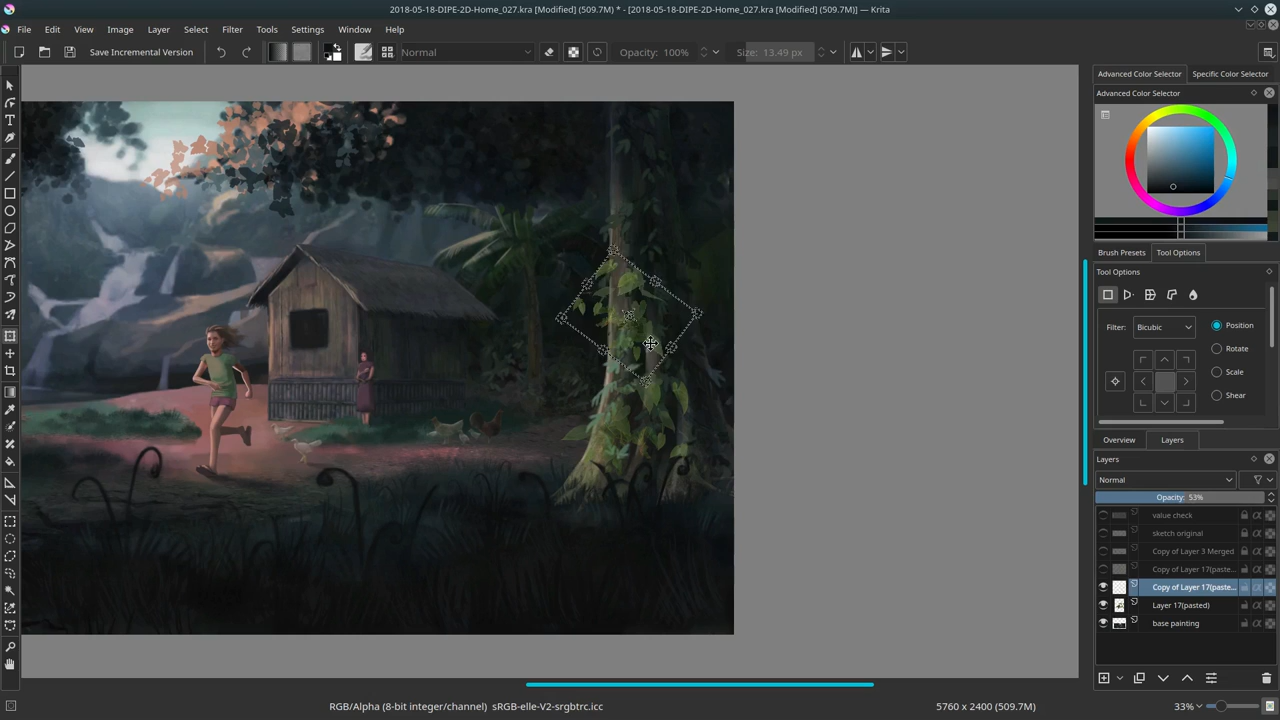 2018-05-18-DIPE-2D-Home_027.kra [Modified] (509.7M) * - [2018-05-18-DIPE-2D-Home_027.kra [Modified] (509.7M)] — Krita
File Edit View Image Layer Select Filter Tools Settings Window Help
Save Incremental Version Normal Opacity: 100% Size: 13.49 px
Advanced Color Selector Specific Color Selector
Advanced Color Selector
Brush Presets Tool Options
Tool Options
Filter: Bicubic Position
Rotate
Scale
Shear
Overview Layers
Layers
Normal
Opacity: 53%
value check
sketch original
Copy of Layer 3 Merged
Copy of Layer 17(paste...
Copy of Layer 17(paste...
Layer 17(pasted)
base painting
RGB/Alpha (8-bit integer/channel) sRGB-elle-V2-srgbtrc.icc 5760 x 2400 (509.7M) 33%